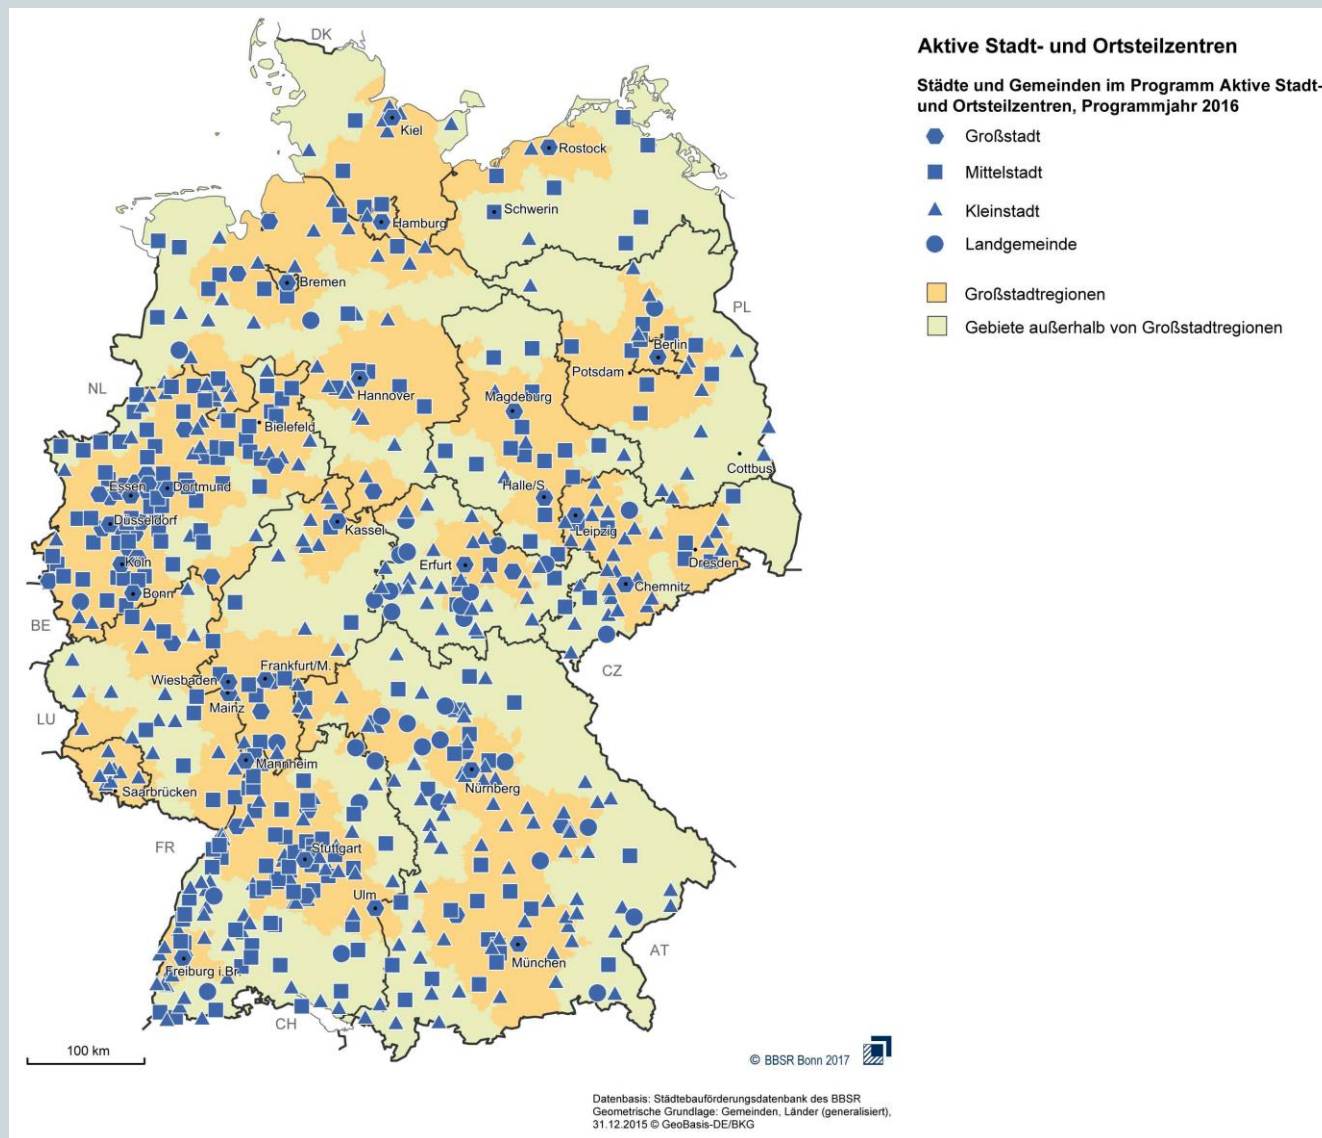 Aktive Stadt- und Ortsteilzentren
Städte und Gemeinden im Programm Aktive Stadt-
und Ortsteilzentren, Programmjahr 2016
Großstadt
Mittelstadt
Kleinstadt
Landgemeinde
Großstadtregionen
Gebiete außerhalb von Großstadtregionen
DK
Kiel
Rostock
Schwerin
Hamburg
Bremen
PL
Berlin
Potsdam
NL
Hannover
Magdeburg
Bielefeld
Cottbus
Essen
Dortmund
Halle/S.
Düsseldorf
Kassel
Leipzig
Köln
Erfurt
Dresden
Bonn
Chemnitz
BE
CZ
Frankfurt/M.
Wiesbaden
Mainz
LU
Mannheim
Saarbrücken
Nürnberg
FR
Stuttgart
Ulm
AT
München
Freiburg i.Br.
CH
100 km
© BBSR Bonn 2017
Datenbasis: Städtebauförderungsdatenbank des BBSR
Geometrische Grundlage: Gemeinden, Länder (generalisiert),
31.12.2015 © GeoBasis-DE/BKG